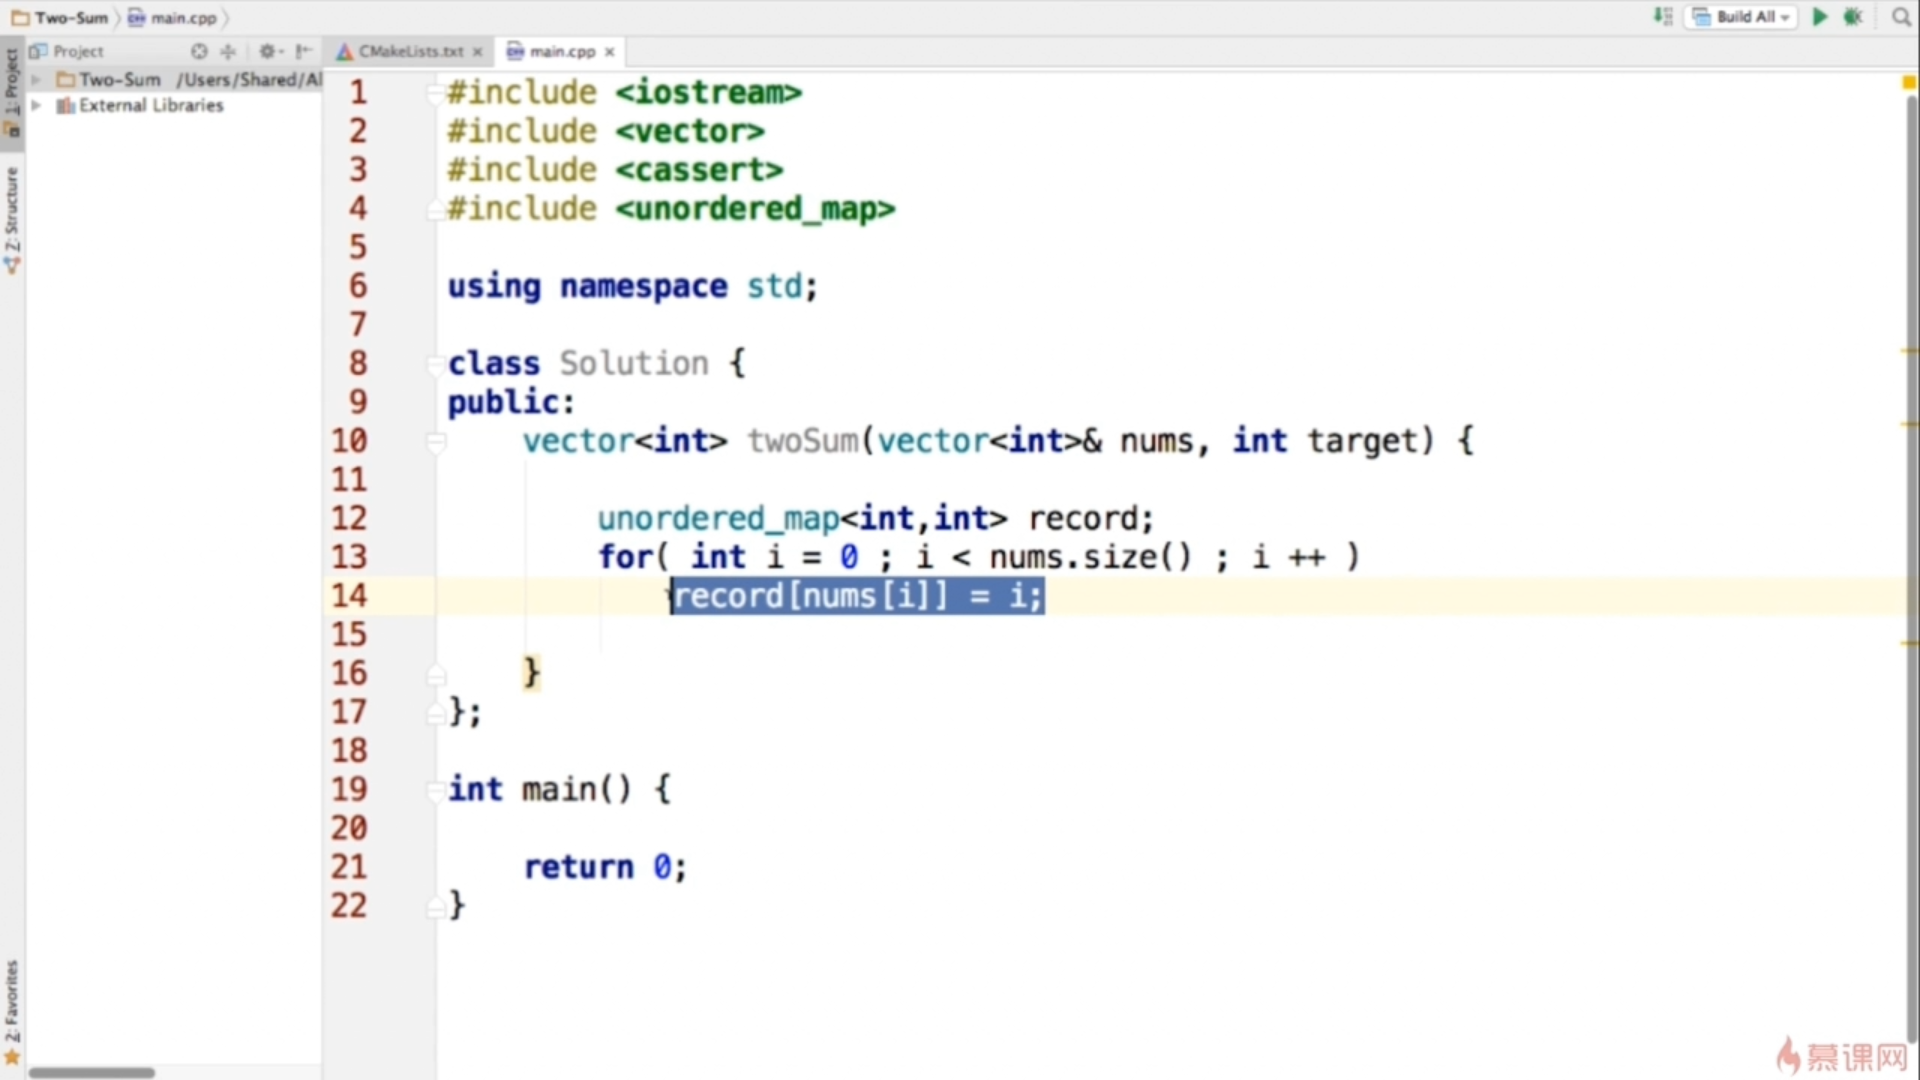 Two-Sum main.cpp
Build All
Project
CMakeLists.txt main.cpp
1: Project
Two-Sum /Users/Shared/Al
External Libraries
Z: Structure
2: Favorites
1 #include <iostream>
2 #include <vector>
3 #include <cassert>
4 #include <unordered_map>
5
6 using namespace std;
7
8 class Solution {
9 public:
10 vector<int> twoSum(vector<int>& nums, int target) {
11
12 unordered_map<int,int> record;
13 for( int i = 0 ; i < nums.size() ; i ++ )
14 record[nums[i]] = i;
15
16 }
17 };
18
19 int main() {
20
21 return 0;
22 }
慕课网